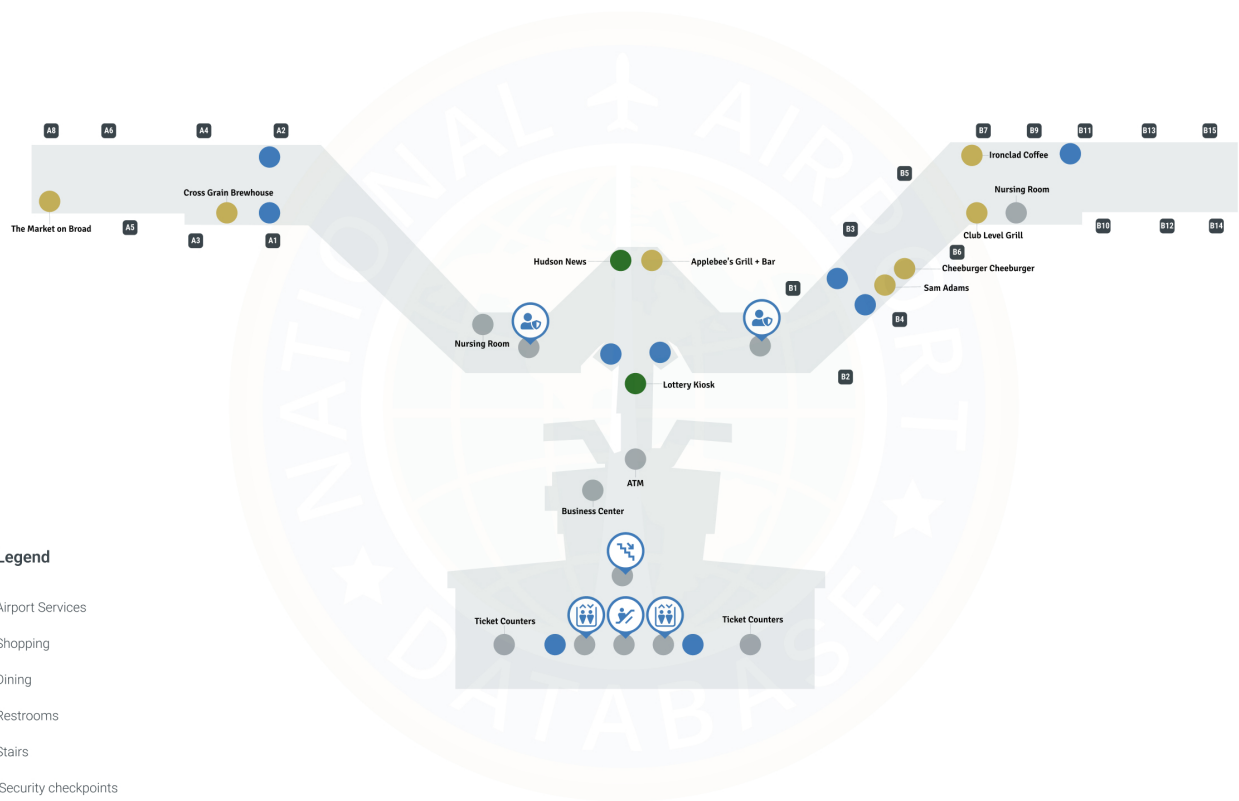 NATIONAL AIRPORT
DATABASE
A8
A6
A4
A2
B7
B9
B11
B13
B15
Ironclad Coffee
B5
Cross Grain Brewhouse
Nursing Room
The Market on Broad
A5
A3
A1
B3
Club Level Grill
B10
B12
B14
B6
Hudson News
Applebee's Grill + Bar
Cheeburger Cheeburger
B1
Sam Adams
B4
Nursing Room
B2
Lottery Kiosk
ATM
Business Center
Legend
Airport Services
Shopping
Dining
Restrooms
Stairs
Security checkpoints
Ticket Counters
Ticket Counters